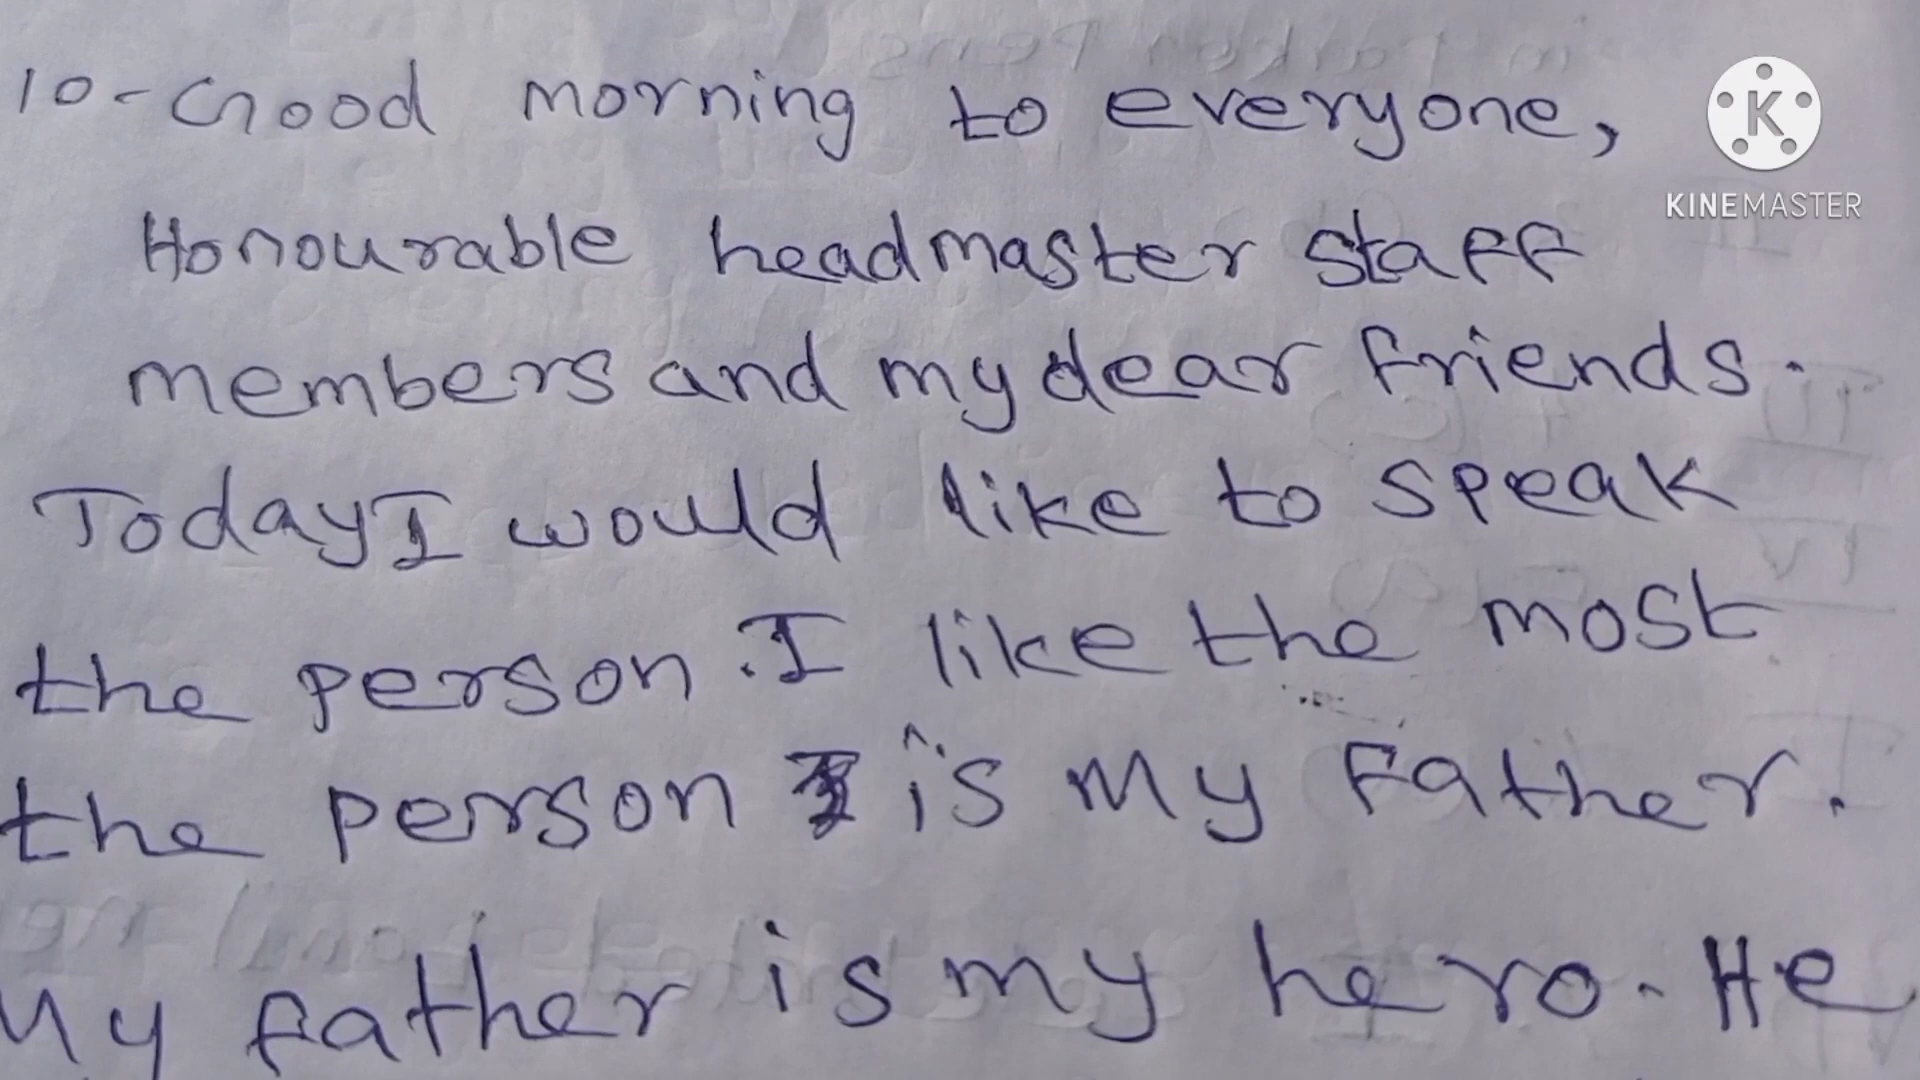 10-Good morning to everyone,
Honourable headmaster staff
members and my dear friends.
Today I would like to speak
the person. I like the most
the person is my father.
My father is my hero. He
K
KINEMASTER